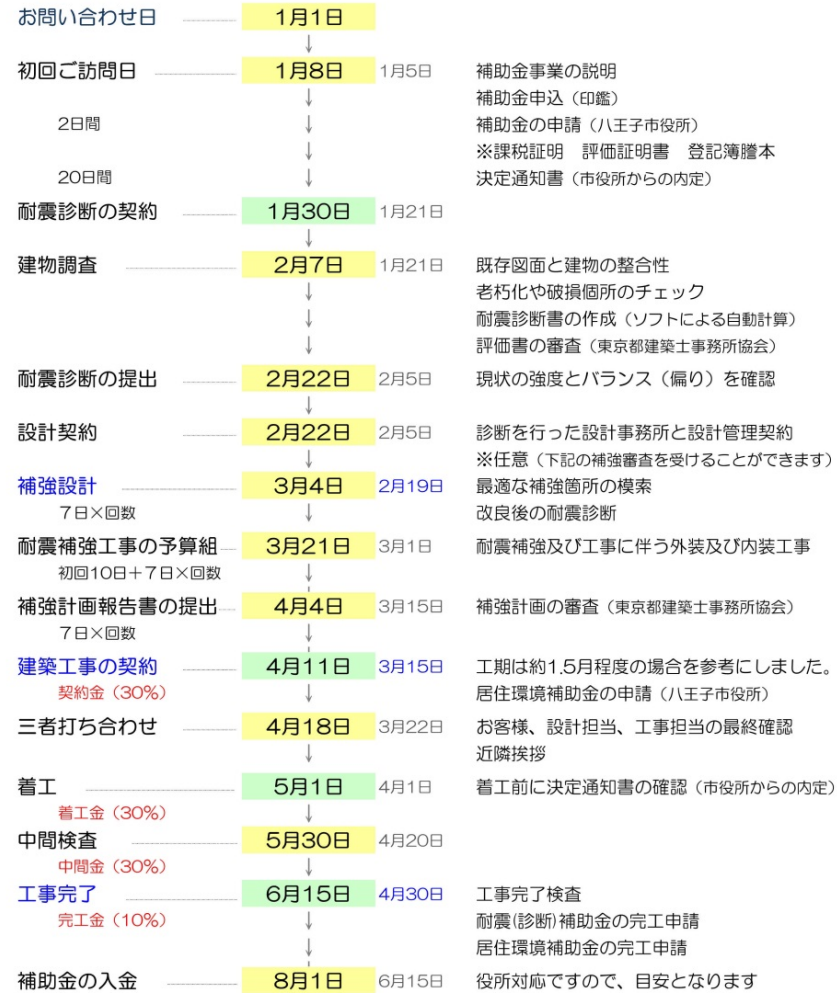 お問い合わせ日 1月1日
↓
初回ご訪問日 1月8日 1月5日 補助金事業の説明
↓ 補助金申込（印鑑）
2日間 ↓ 補助金の申請（八王子市役所）
↓ ※課税証明 評価証明書 登記簿謄本
20日間 ↓ 決定通知書（市役所からの内定）
耐震診断の契約 1月30日 1月21日
↓
建物調査 2月7日 1月21日 既存図面と建物の整合性
↓ 老朽化や破損個所のチェック
↓ 耐震診断書の作成（ソフトによる自動計算）
↓ 評価書の審査（東京都建築士事務所協会）
耐震診断の提出 2月22日 2月5日 現状の強度とバランス（偏り）を確認
↓
設計契約 2月22日 2月5日 診断を行った設計事務所と設計管理契約
↓ ※任意（下記の補強審査を受けることができます）
補強設計 3月4日 2月19日 最適な補強箇所の模索
7日×回数 ↓ 改良後の耐震診断
耐震補強工事の予算組 3月21日 3月1日 耐震補強及び工事に伴う外装及び内装工事
初回10日＋7日×回数 ↓
補強計画報告書の提出 4月4日 3月15日 補強計画の審査（東京都建築士事務所協会）
7日×回数 ↓
建築工事の契約 4月11日 3月15日 工期は約1.5月程度の場合を参考にしました。
契約金（30%） ↓ 居住環境補助金の申請（八王子市役所）
三者打ち合わせ 4月18日 3月22日 お客様、設計担当、工事担当の最終確認
↓ 近隣挨拶
着工 5月1日 4月1日 着工前に決定通知書の確認（市役所からの内定）
着工金（30%） ↓
中間検査 5月30日 4月20日
中間金（30%） ↓
工事完了 6月15日 4月30日 工事完了検査
完工金（10%） ↓ 耐震(診断)補助金の完工申請
↓ 居住環境補助金の完工申請
補助金の入金 8月1日 6月15日 役所対応ですので、目安となります